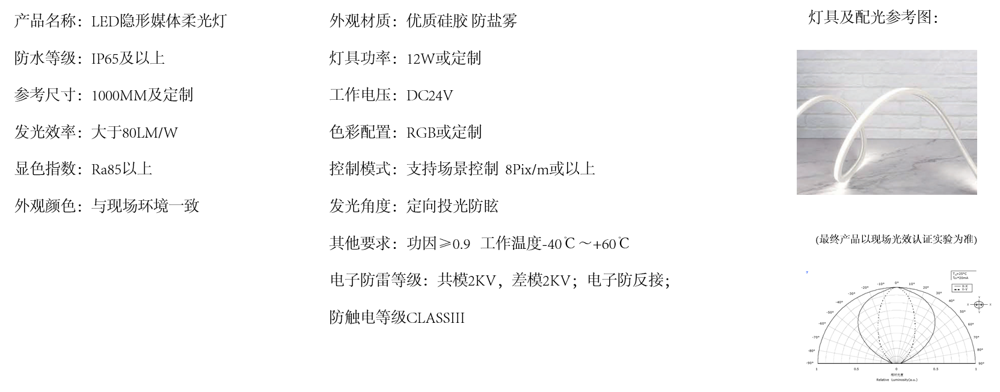 产品名称：LED隐形媒体柔光灯
防水等级：IP65及以上
参考尺寸：1000MM及定制
发光效率：大于80LM/W
显色指数：Ra85以上
外观颜色：与现场环境一致
外观材质：优质硅胶 防盐雾
灯具功率：12W或定制
工作电压：DC24V
色彩配置：RGB或定制
控制模式：支持场景控制 8Pix/m或以上
发光角度：定向投光防眩
其他要求：功因≥0.9 工作温度-40℃～+60℃
电子防雷等级：共模2KV，差模2KV；电子防反接；
防触电等级CLASSIII
灯具及配光参考图：
(最终产品以现场光效认证实验为准)
TA=25°C
IFP=20mA
X-X
Y-Y
Y
X X
Y
-90° -80° -70° -60° -50° -40° -30° -20° -10° 0° 10° 20° 30° 40° 50° 60° 70° 80° 90°
1 0.5 0 0.5 1
相对光度
Relative Luminosity(a.u.)